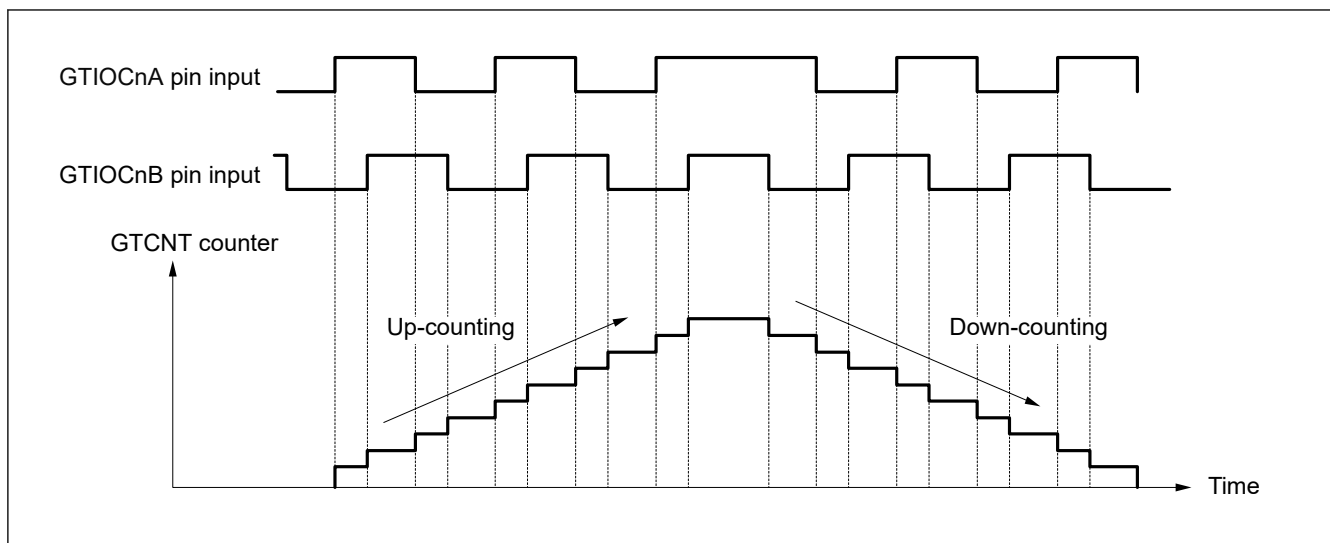 GTIOCnA pin input
GTIOCnB pin input
GTCNT counter
Up-counting
Down-counting
Time